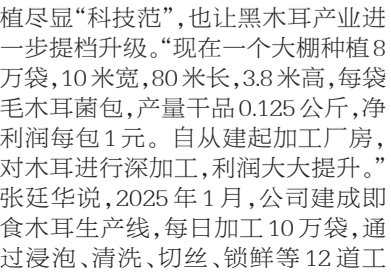 植尽显“科技范”，也让黑木耳产业进
一步提档升级。“现在一个大棚种植8
万袋，10米宽，80米长，3.8米高，每袋
毛木耳菌包，产量干品0.125公斤，净
利润每包1元。自从建起加工厂房，
对木耳进行深加工，利润大大提升。”
张廷华说，2025年1月，公司建成即
食木耳生产线，每日加工10万袋，通
过浸泡、清洗、切丝、锁鲜等12道工